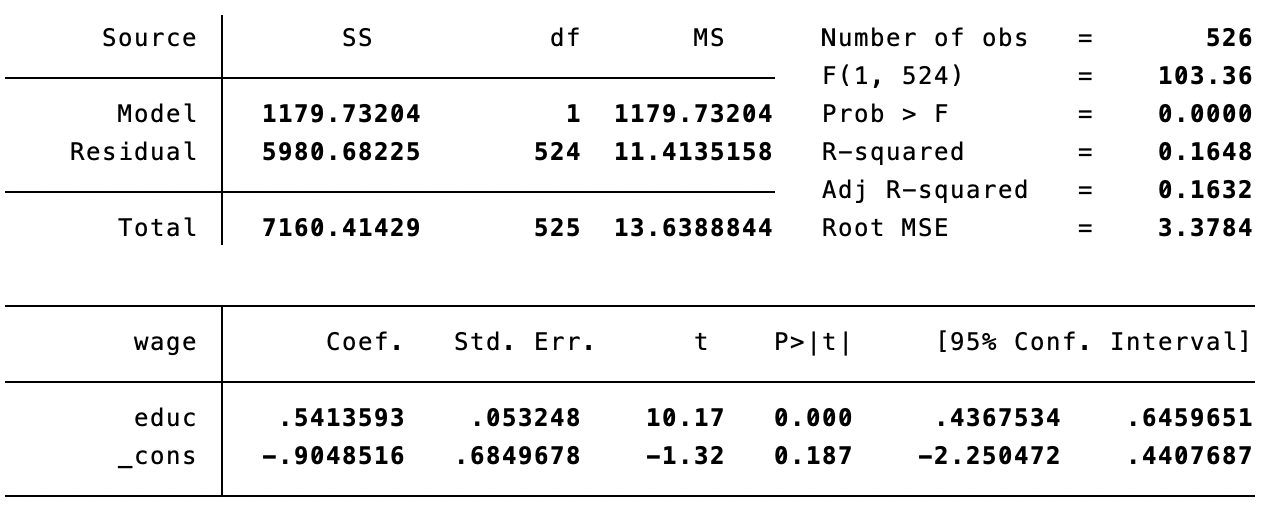 Source SS df MS Number of obs = 526
F(1, 524) = 103.36
Model 1179.73204 1 1179.73204 Prob > F = 0.0000
Residual 5980.68225 524 11.4135158 R-squared = 0.1648
Adj R-squared = 0.1632
Total 7160.41429 525 13.6388844 Root MSE = 3.3784
wage Coef. Std. Err. t P>|t| [95% Conf. Interval]
educ .5413593 .053248 10.17 0.000 .4367534 .6459651
_cons -.9048516 .6849678 -1.32 0.187 -2.250472 .4407687